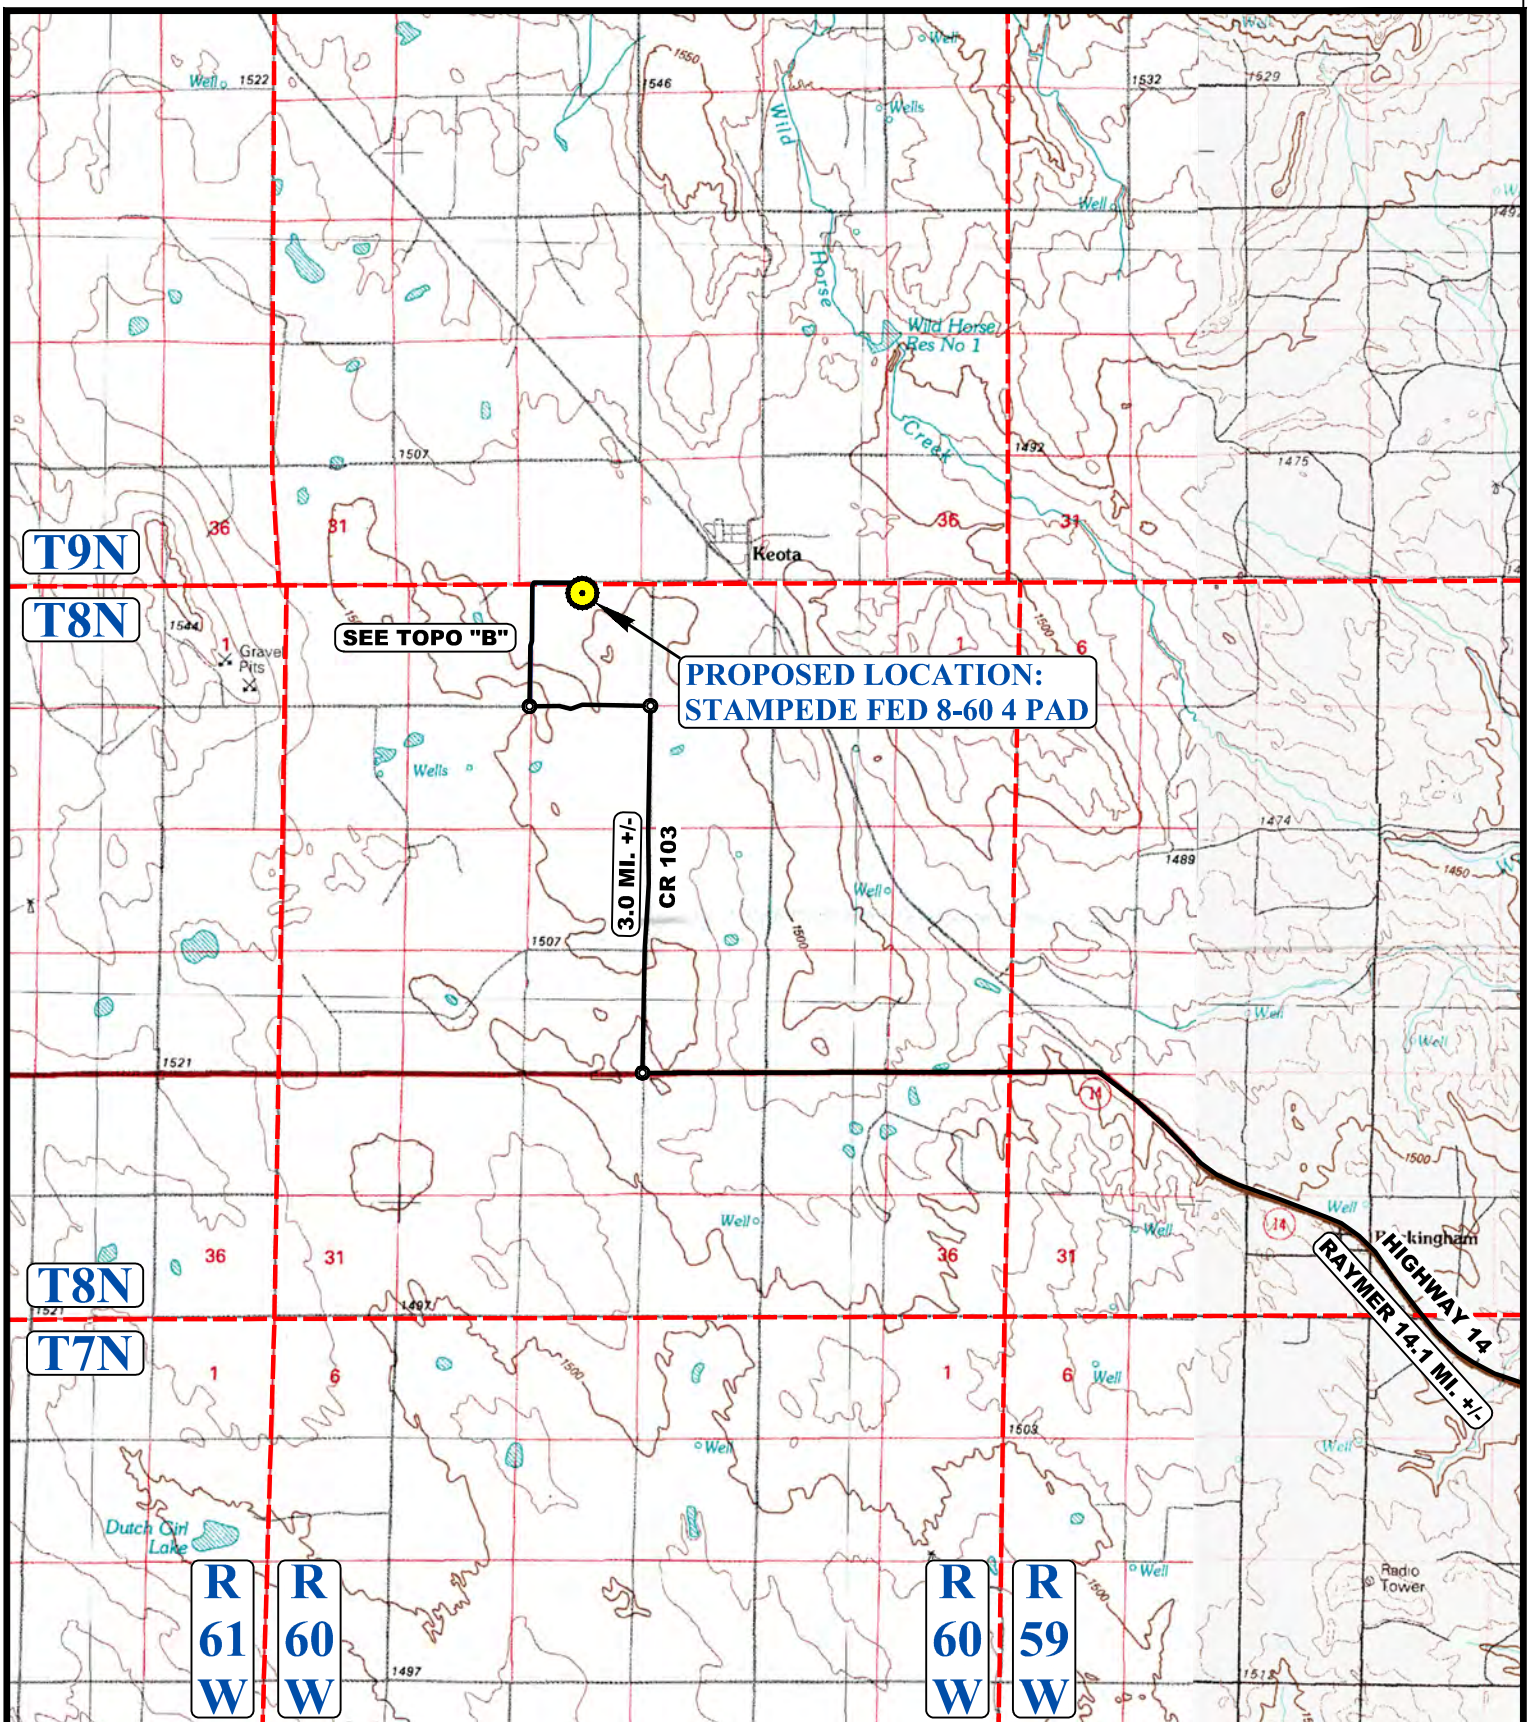 Well
Well
1522
1550
1546
Wild
Well
Wells
1532
1529
Well
Horse
Wild Horse
Res No 1
Creek
1507
1492
1475
36
31
36
31
T9N
Keota
T8N
1544
1
Gravel
Pits
SEE TOPO "B"
1
1500
6
PROPOSED LOCATION:
STAMPEDE FED 8-60 4 PAD
Wells
3.0 MI. +/-
CR 103
1474
1489
1450
Well
1507
1500
Well
Well
1521
14
1500
14
Well
Well
Well
36
31
36
31
HIGHWAY 14
RAYMER 14.1 MI. +/-
T8N
1521
1497
T7N
1
6
1500
1
6
Well
1503
Well
Well
Dutch Girl
Lake
Well
1500
Radio
Tower
R
61
W
R
60
W
R
60
W
R
59
W
1497